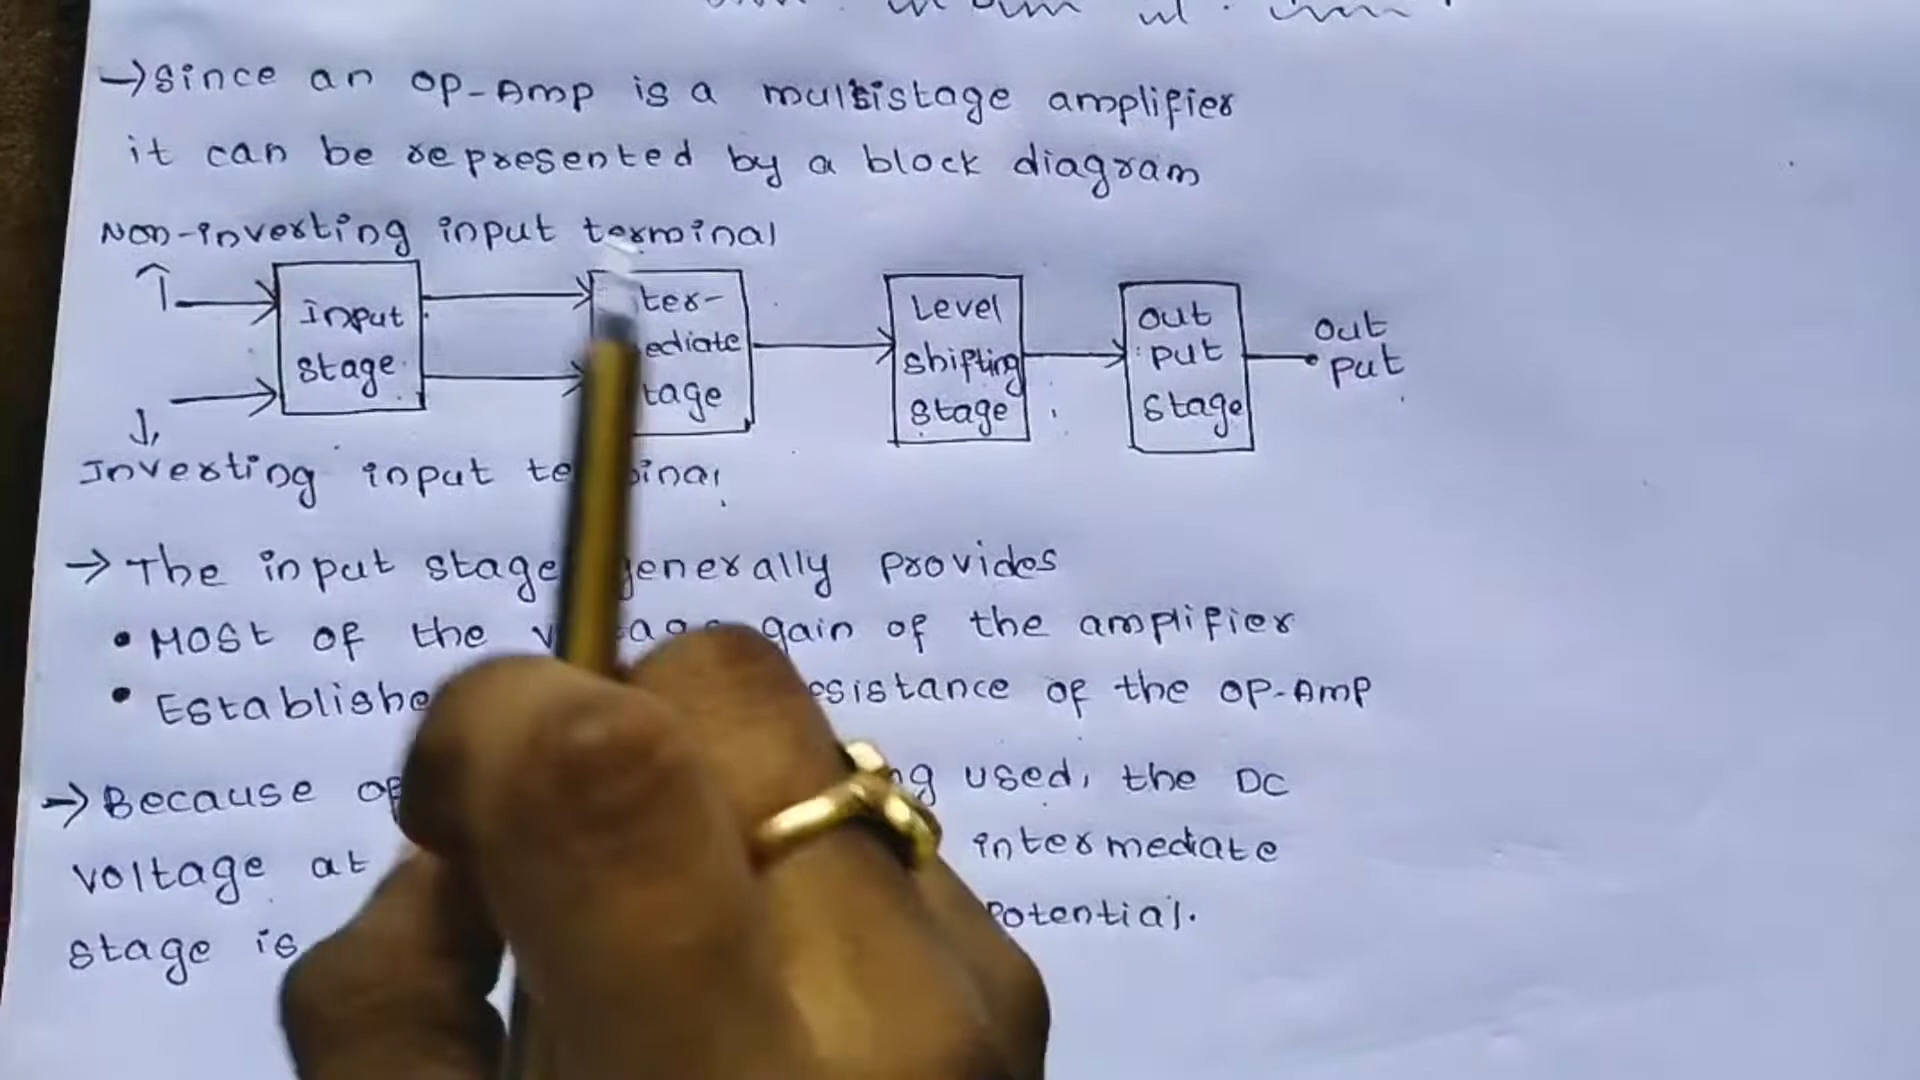 → since an op-Amp is a multistage amplifier
it can be represented by a block diagram
Non-inverting input terminal
Input stage
ter- ediate tage
Level shifting stage
out put stage
out put
Inverting input te inal
→ The input stage generally provides
• Most of the gain of the amplifier
• Establishe esistance of the op-Amp
→ Because of ng used, the DC
voltage at intermediate
stage is potential.